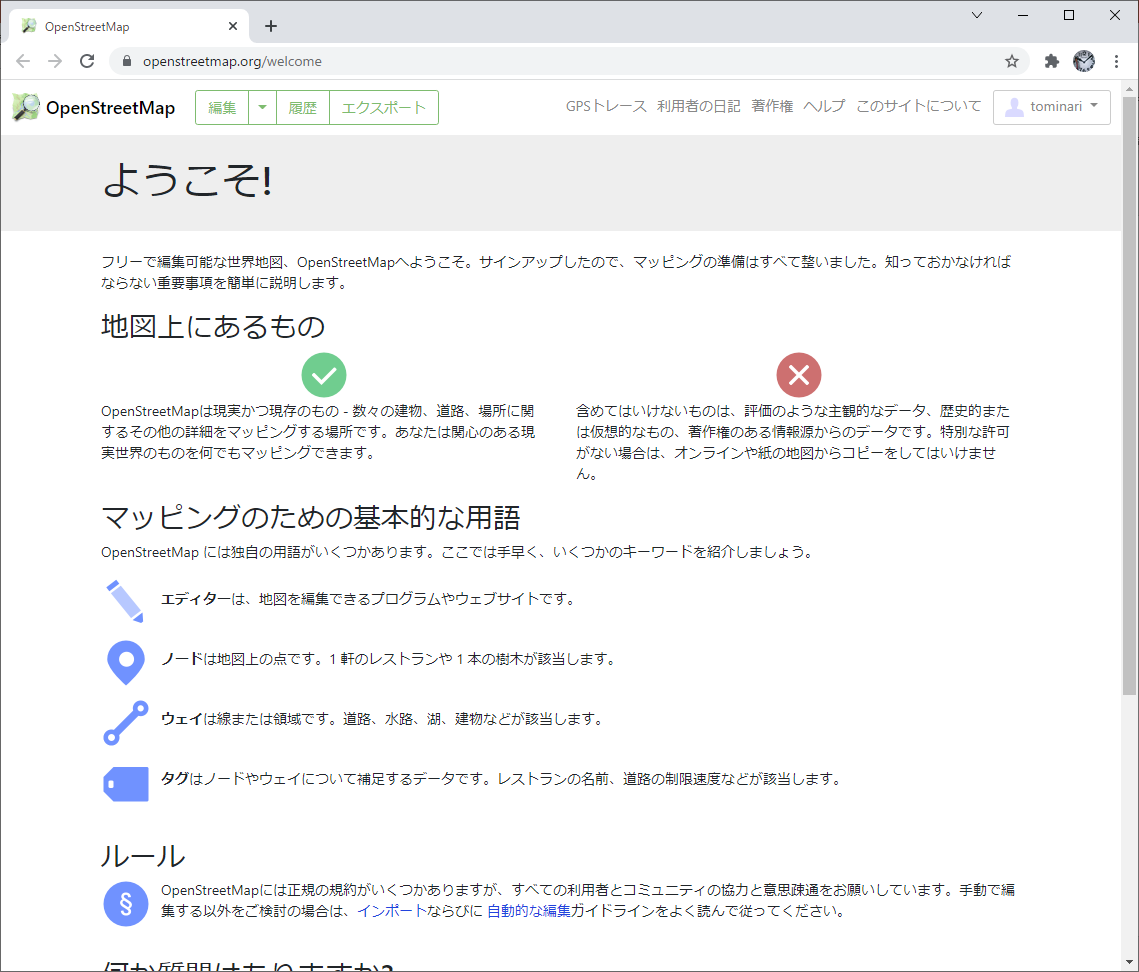 OpenStreetMap
openstreetmap.org/welcome
OpenStreetMap 編集 履歴 エクスポート GPSトレース 利用者の日記 著作権 ヘルプ このサイトについて tominari
ようこそ!
フリーで編集可能な世界地図、OpenStreetMapへようこそ。サインアップしたので、マッピングの準備はすべて整いました。知っておかなければ
ならない重要事項を簡単に説明します。
地図上にあるもの
OpenStreetMapは現実かつ現存のもの - 数々の建物、道路、場所に関
するその他の詳細をマッピングする場所です。あなたは関心のある現
実世界のものを何でもマッピングできます。
含めてはいけないものは、評価のような主観的なデータ、歴史的また
は仮想的なもの、著作権のある情報源からのデータです。特別な許可
がない場合は、オンラインや紙の地図からコピーをしてはいけませ
ん。
マッピングのための基本的な用語
OpenStreetMap には独自の用語がいくつかあります。ここでは手早く、いくつかのキーワードを紹介しましょう。
エディターは、地図を編集できるプログラムやウェブサイトです。
ノードは地図上の点です。1 軒のレストランや 1 本の樹木が該当します。
ウェイは線または領域です。道路、水路、湖、建物などが該当します。
タグはノードやウェイについて補足するデータです。レストランの名前、道路の制限速度などが該当します。
ルール
§
OpenStreetMapには正規の規約がいくつかありますが、すべての利用者とコミュニティの協力と意思疎通をお願いしています。手動で編
集する以外をご検討の場合は、インポートならびに 自動的な編集ガイドラインをよく読んで従ってください。
何か質問はありますか?